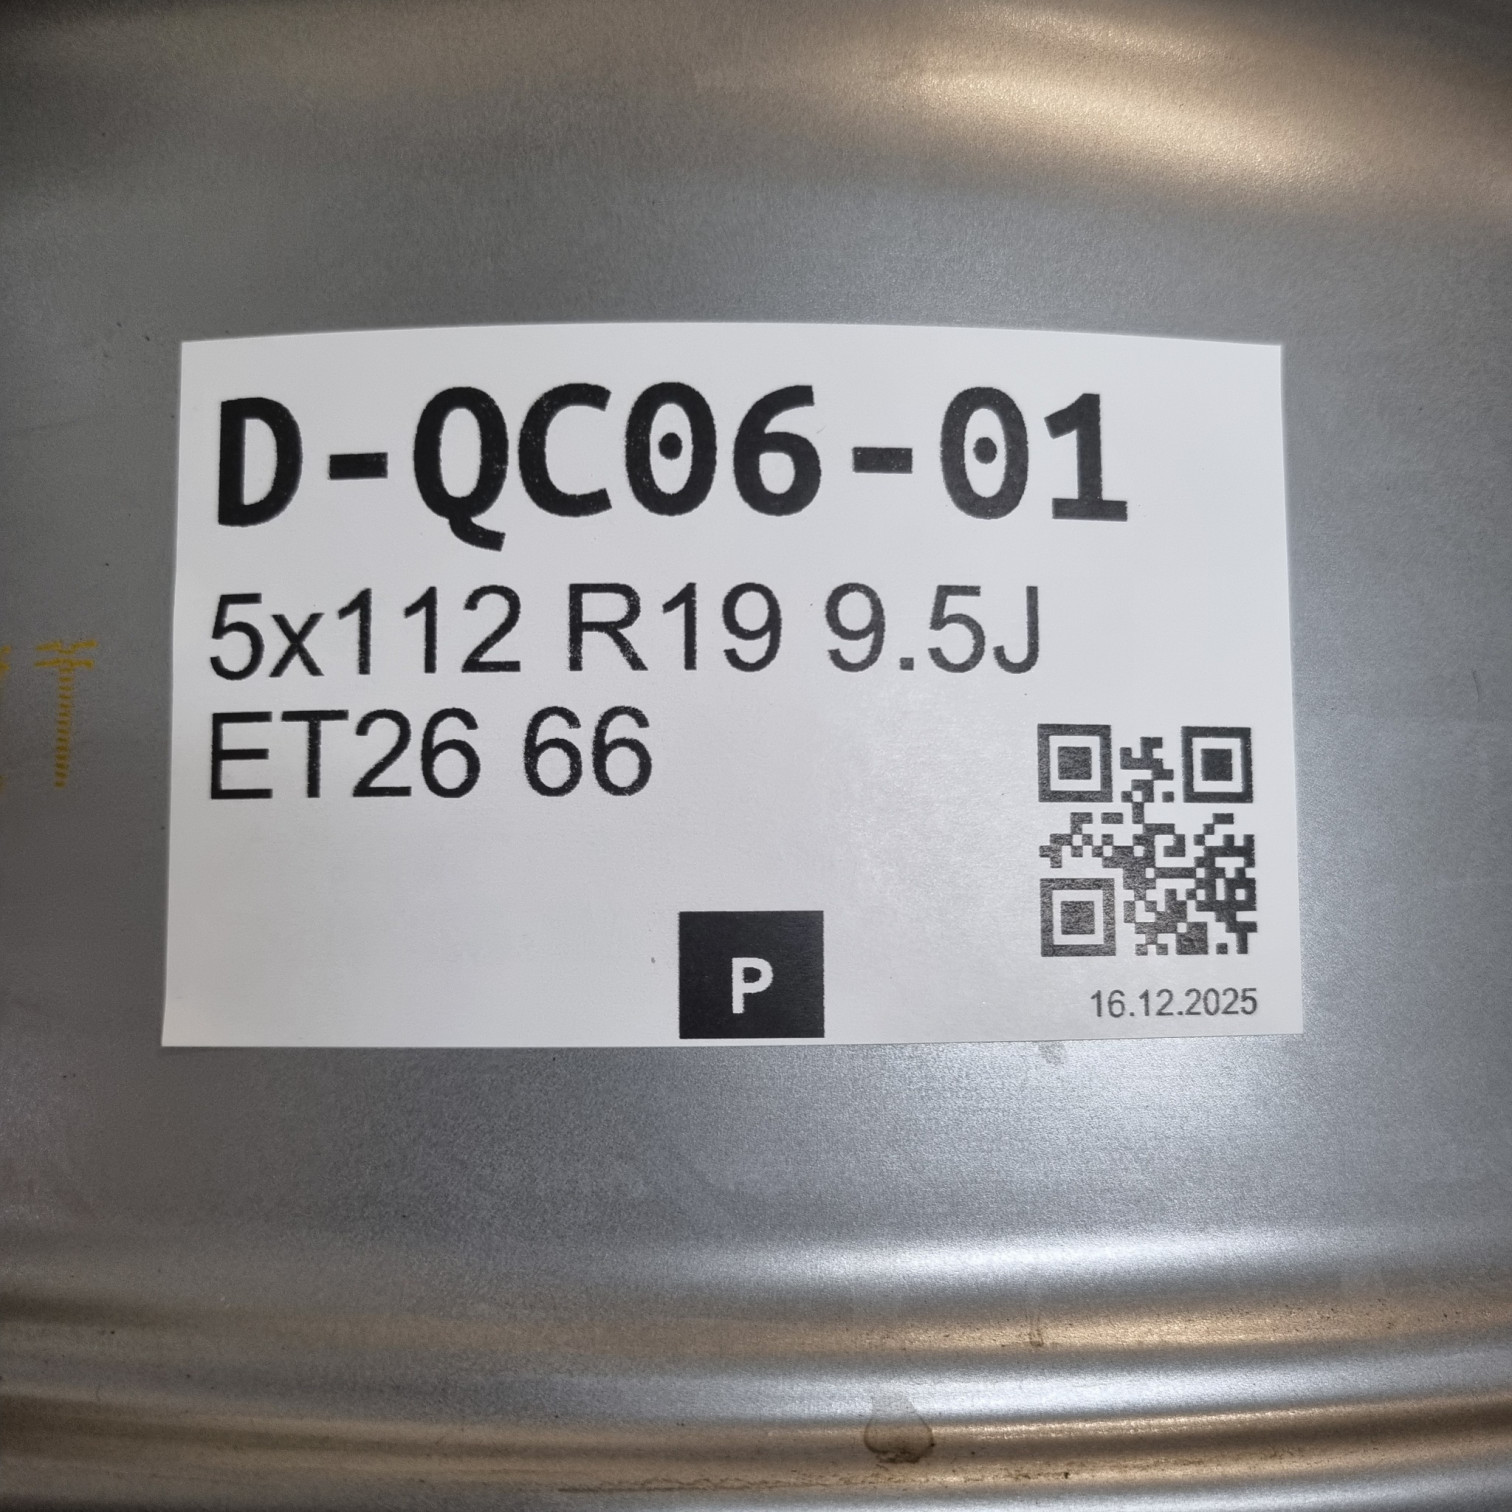 D-QC06-01
5x112 R19 9.5J
ET26 66
P
16.12.2025